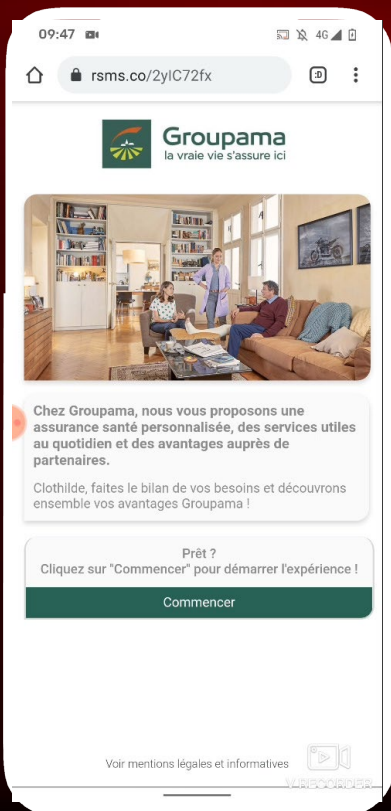 09:47
4G
rsms.co/2yIC72fx
:D
Groupama
la vraie vie s'assure ici
Chez Groupama, nous vous proposons une
assurance santé personnalisée, des services utiles
au quotidien et des avantages auprès de
partenaires.
Clothilde, faites le bilan de vos besoins et découvrons
ensemble vos avantages Groupama !
Prêt ?
Cliquez sur "Commencer" pour démarrer l'expérience !
Commencer
Voir mentions légales et informatives
V RECORDER